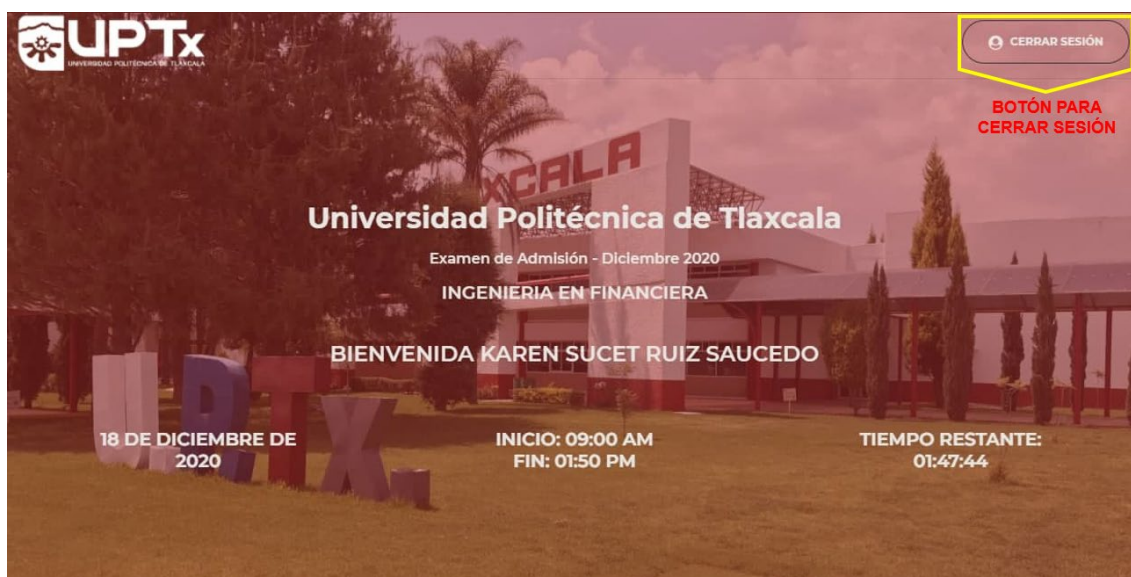 UPTx
UNIVERSIDAD POLITÉCNICA DE TLAXCALA
CERRAR SESIÓN
BOTÓN PARA
CERRAR SESIÓN
XCALA
Universidad Politécnica de Tlaxcala
Examen de Admisión - Diciembre 2020
INGENIERIA EN FINANCIERA
BIENVENIDA KAREN SUCET RUIZ SAUCEDO
18 DE DICIEMBRE DE
2020
INICIO: 09:00 AM
FIN: 01:50 PM
TIEMPO RESTANTE:
01:47:44
U.P.T.X.